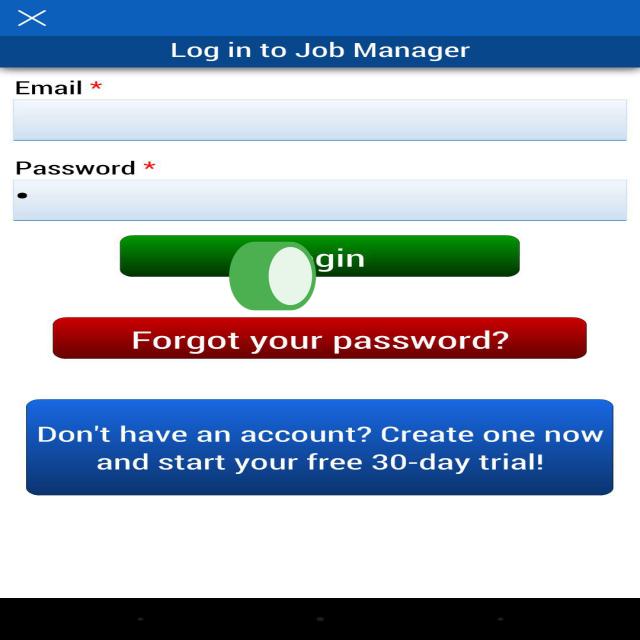 Log in to Job Manager
Email *
Password *
•
gin
Forgot your password?
Don't have an account? Create one now
and start your free 30-day trial!